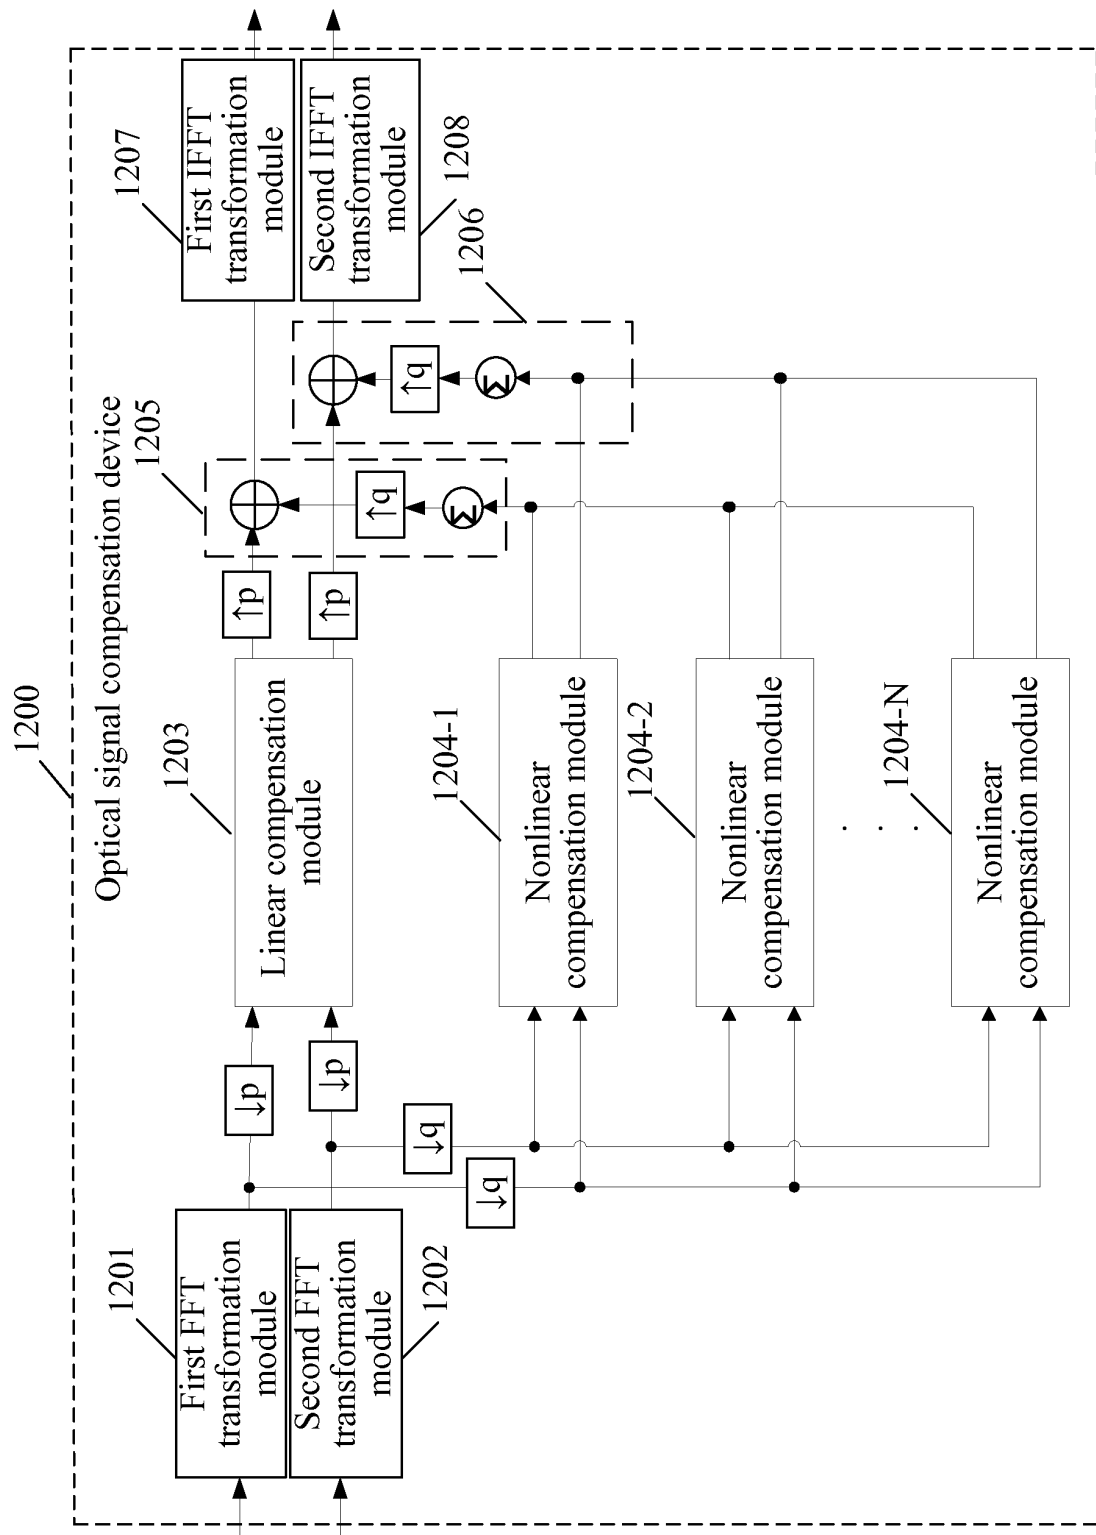 1200
Optical signal compensation device
1201
First FFT
transformation
module
Second FFT
transformation
module
1202
↓p
↓p
↓q
↓q
1203
Linear compensation
module
1204-1
Nonlinear
compensation module
1204-2
Nonlinear
compensation module
. . .
1204-N
Nonlinear
compensation module
↑p
↑p
1205
↑q
Σ
1206
↑q
Σ
1207
First IFFT
transformation
module
Second IFFT
transformation
module
1208